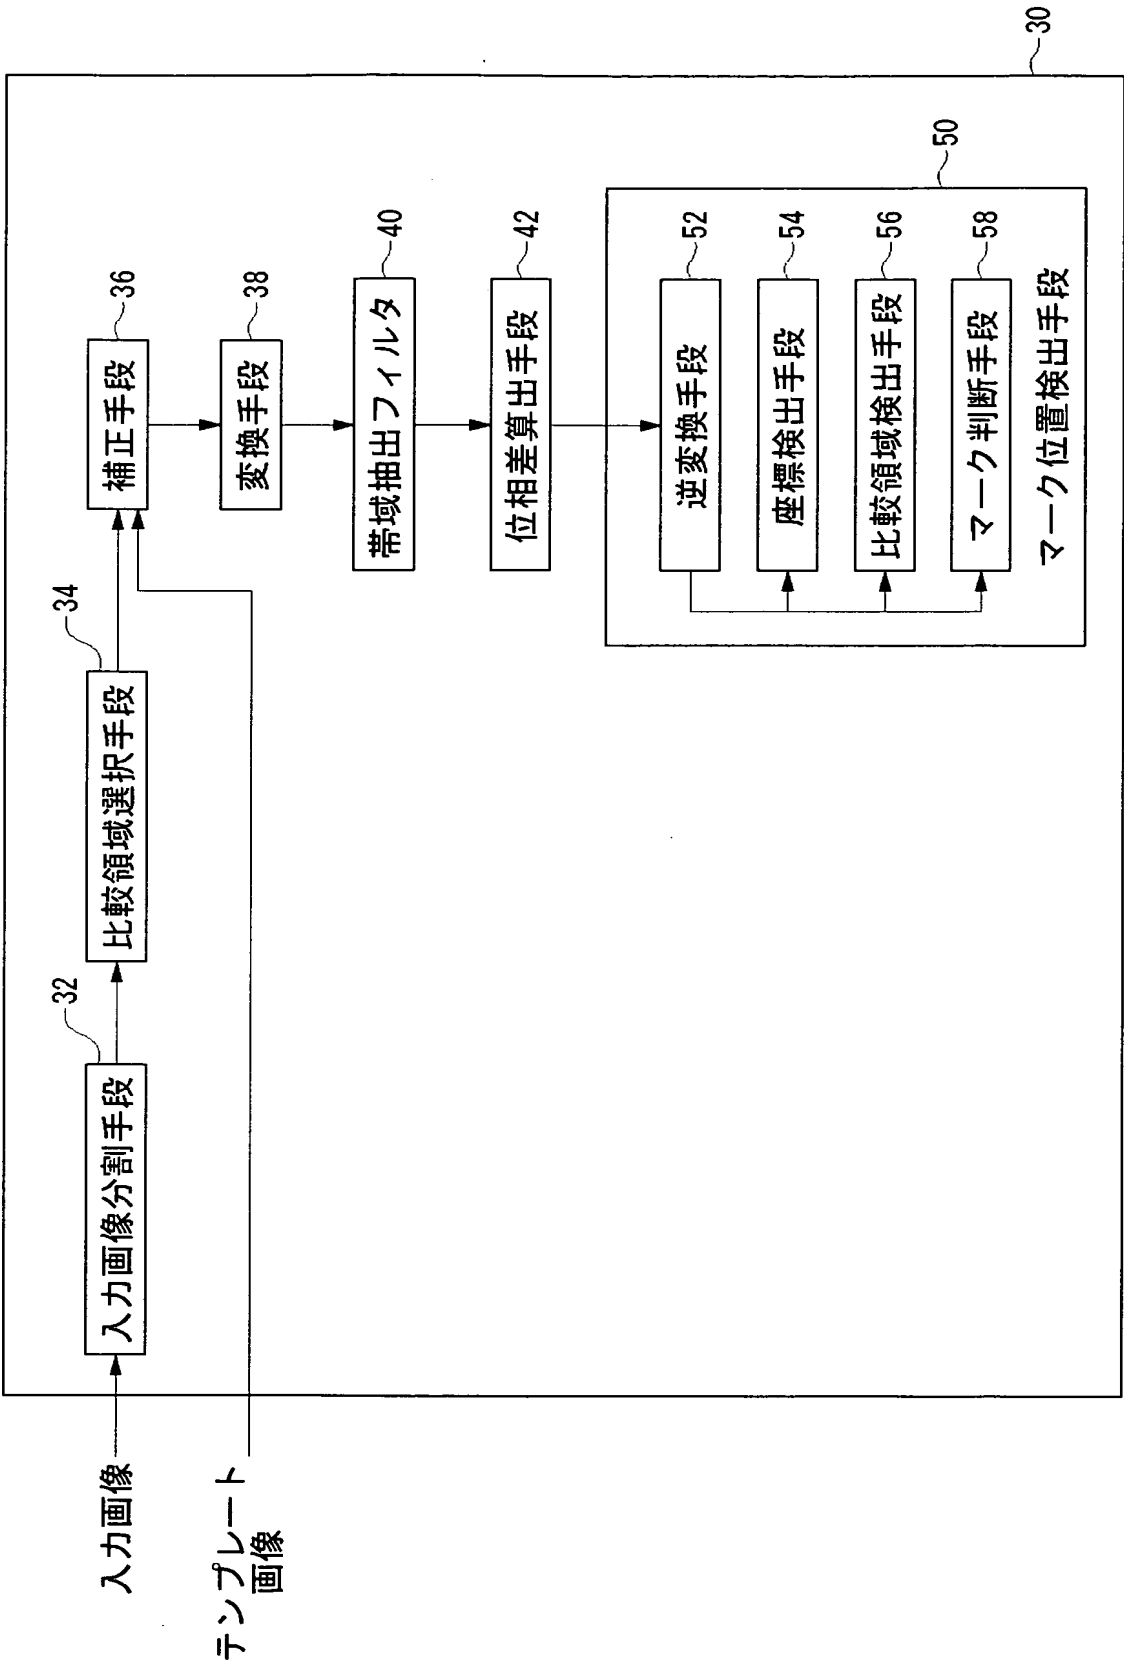 30
入力画像
32
入力画像分割手段
34
比較領域選択手段
36
補正手段
テンプレート
画像
38
変換手段
40
帯域抽出フィルタ
42
位相差算出手段
50
52
逆変換手段
54
座標検出手段
56
比較領域検出手段
58
マーク判断手段
マーク位置検出手段